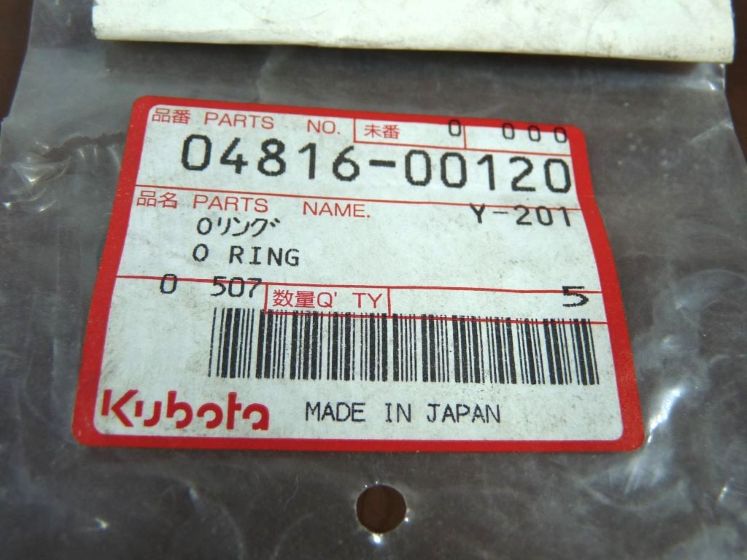 品番 PARTS NO. 未番 0 000
04816-00120
品名 PARTS NAME. Y-201
Oリング
O RING
0 507 数量Q'TY 5
Kubota MADE IN JAPAN